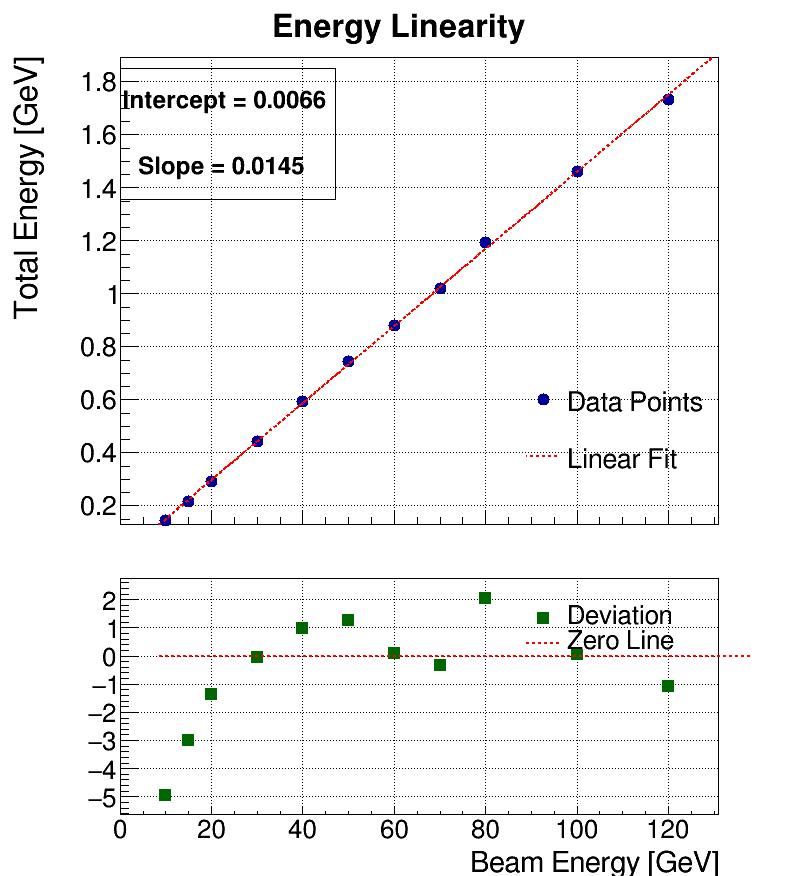 Energy Linearity
Total Energy [GeV]
1.8
1.6
1.4
1.2
1
0.8
0.6
0.4
0.2
Intercept = 0.0066
Slope = 0.0145
Data Points
Linear Fit
2
1
0
−1
−2
−3
−4
−5
Deviation
Zero Line
0 20 40 60 80 100 120
Beam Energy [GeV]